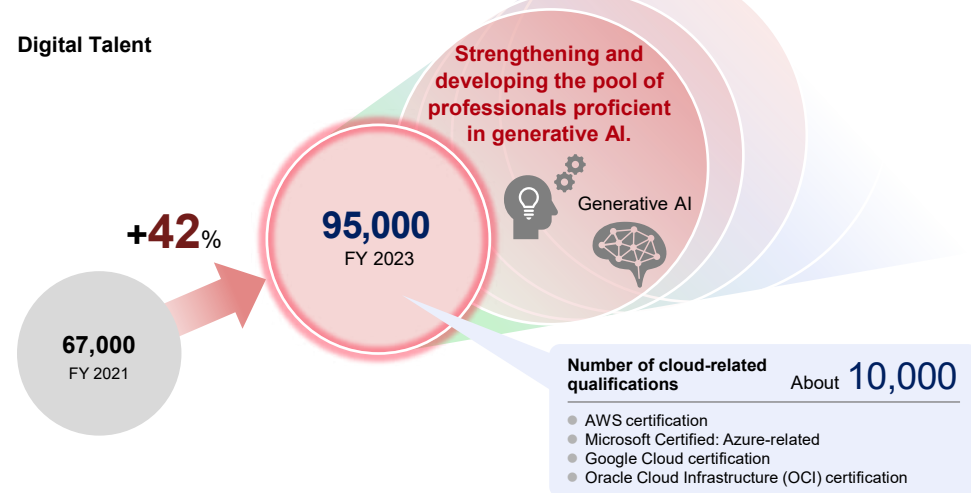 Digital Talent
Strengthening and
developing the pool of
professionals proficient
in generative AI.
Generative AI
+42%
95,000
FY 2023
67,000
FY 2021
Number of cloud-related
qualifications
About 10,000
● AWS certification
● Microsoft Certified: Azure-related
● Google Cloud certification
● Oracle Cloud Infrastructure (OCI) certification